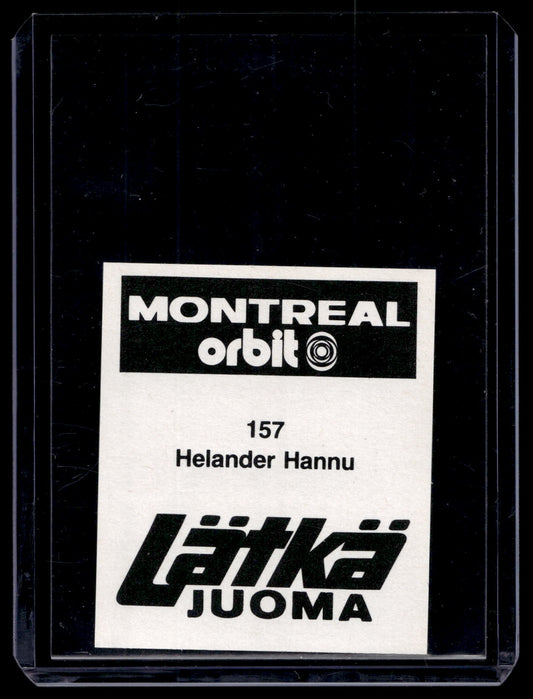 MONTREAL
orbit
157
Helander Hannu
Lätkä
JUOMA